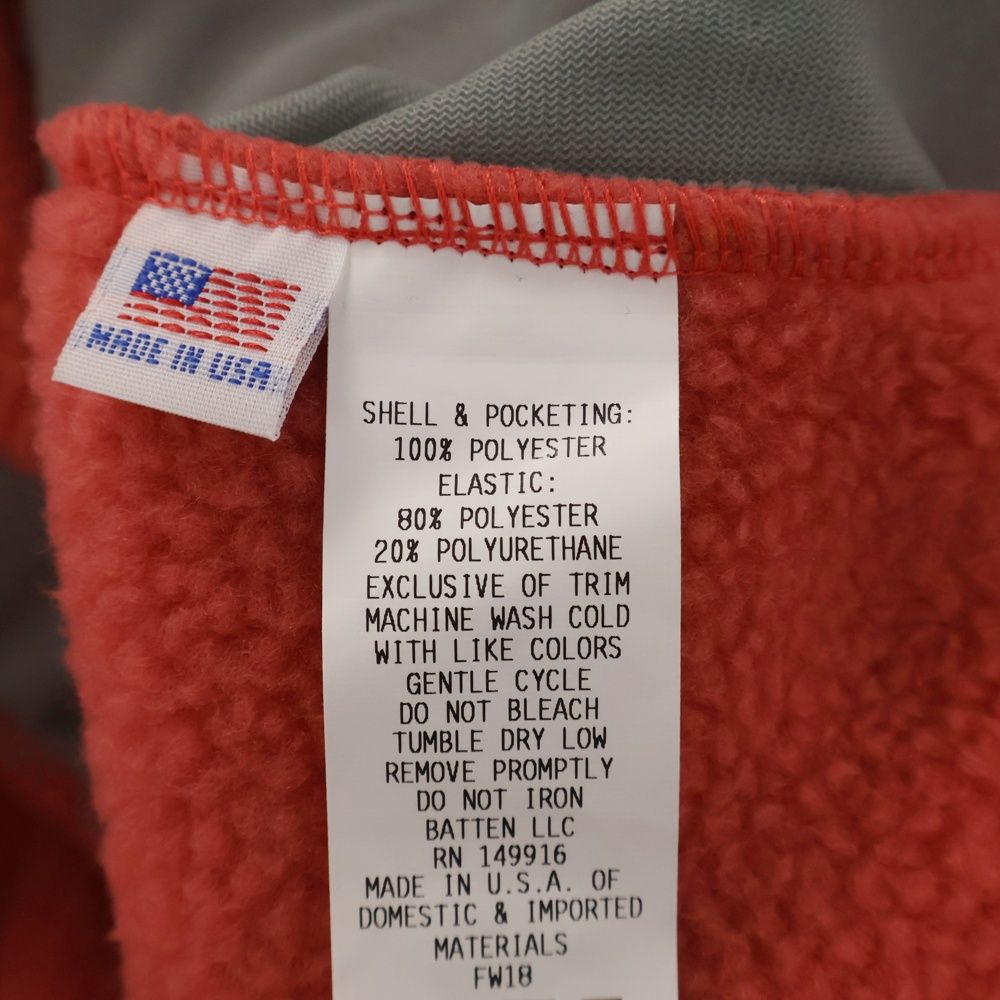 MADE IN USA
SHELL & POCKETING:
100% POLYESTER
ELASTIC:
80% POLYESTER
20% POLYURETHANE
EXCLUSIVE OF TRIM
MACHINE WASH COLD
WITH LIKE COLORS
GENTLE CYCLE
DO NOT BLEACH
TUMBLE DRY LOW
REMOVE PROMPTLY
DO NOT IRON
BATTEN LLC
RN 149916
MADE IN U.S.A. OF
DOMESTIC & IMPORTED
MATERIALS
FW18